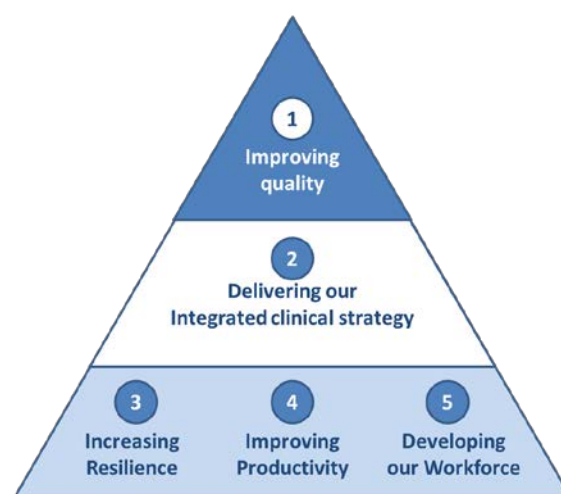 1
Improving
quality
2
Delivering our
Integrated clinical strategy
3
Increasing
Resilience
4
Improving
Productivity
5
Developing
our Workforce